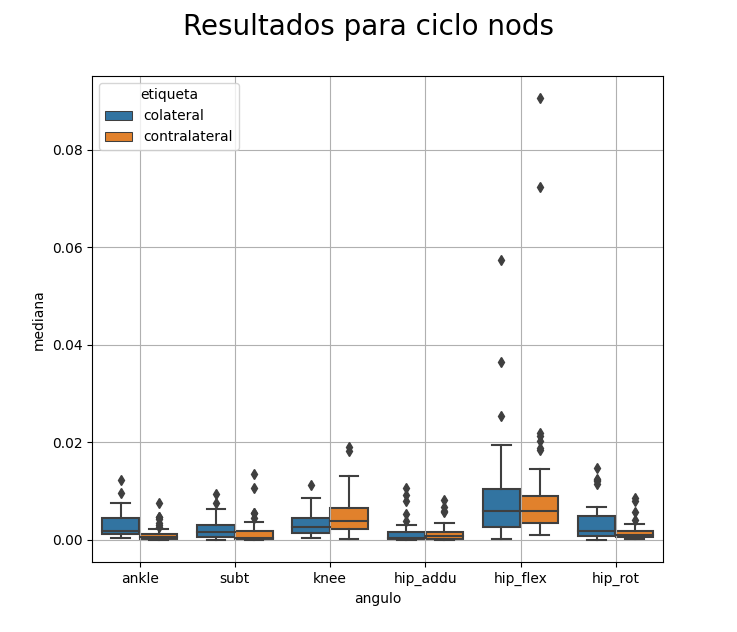 Resultados para ciclo nods
etiqueta
colateral
contralateral
0.08
0.06
0.04
0.02
0.00
mediana
ankle subt knee hip_addu hip_flex hip_rot
angulo